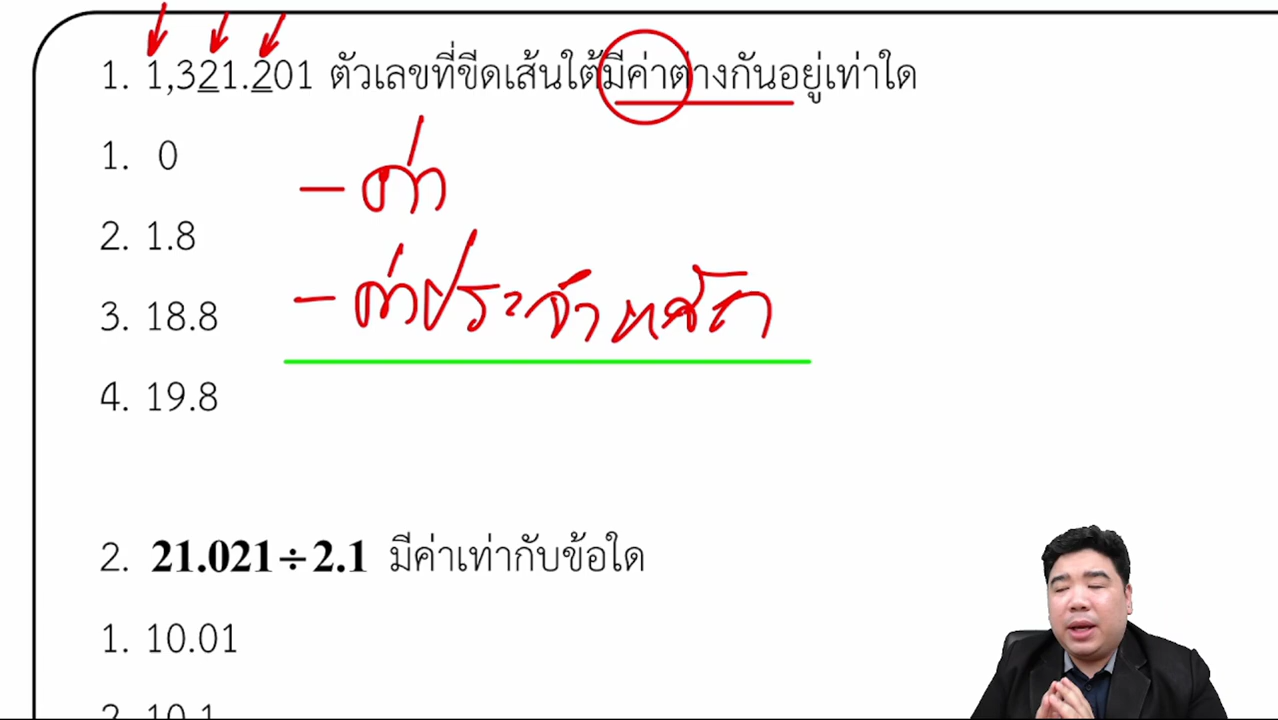 1. 1,321.201 ตัวเลขที่ขีดเส้นใต้มีค่าต่างกันอยู่เท่าใด
1. 0
- ค่า
2. 1.8
- ค่าประจำหลัก
3. 18.8
4. 19.8
2. 21.021÷2.1 มีค่าเท่ากับข้อใด
1. 10.01
2. 10.1